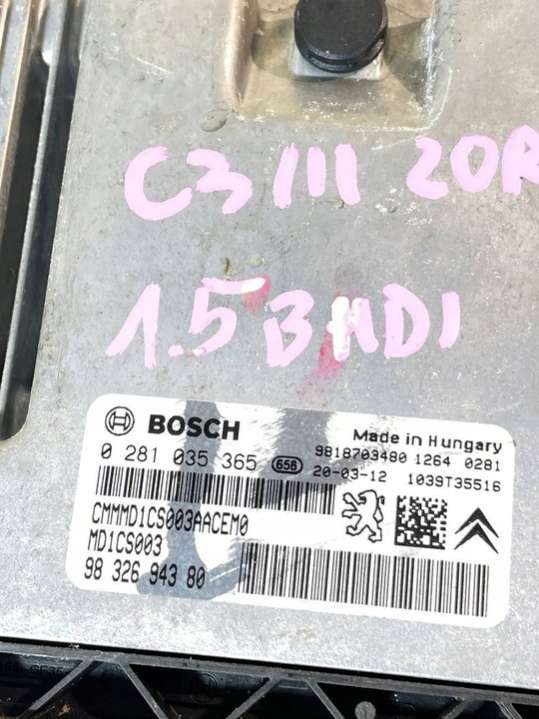 C3 III 20R
1.5 BHDI
BOSCH
Made in Hungary
0 281 035 365 658
9818703480 1264 0281
20-03-12 1039T35516
CMMMD1CS003AACEM0
MD1CS003
98 326 943 80